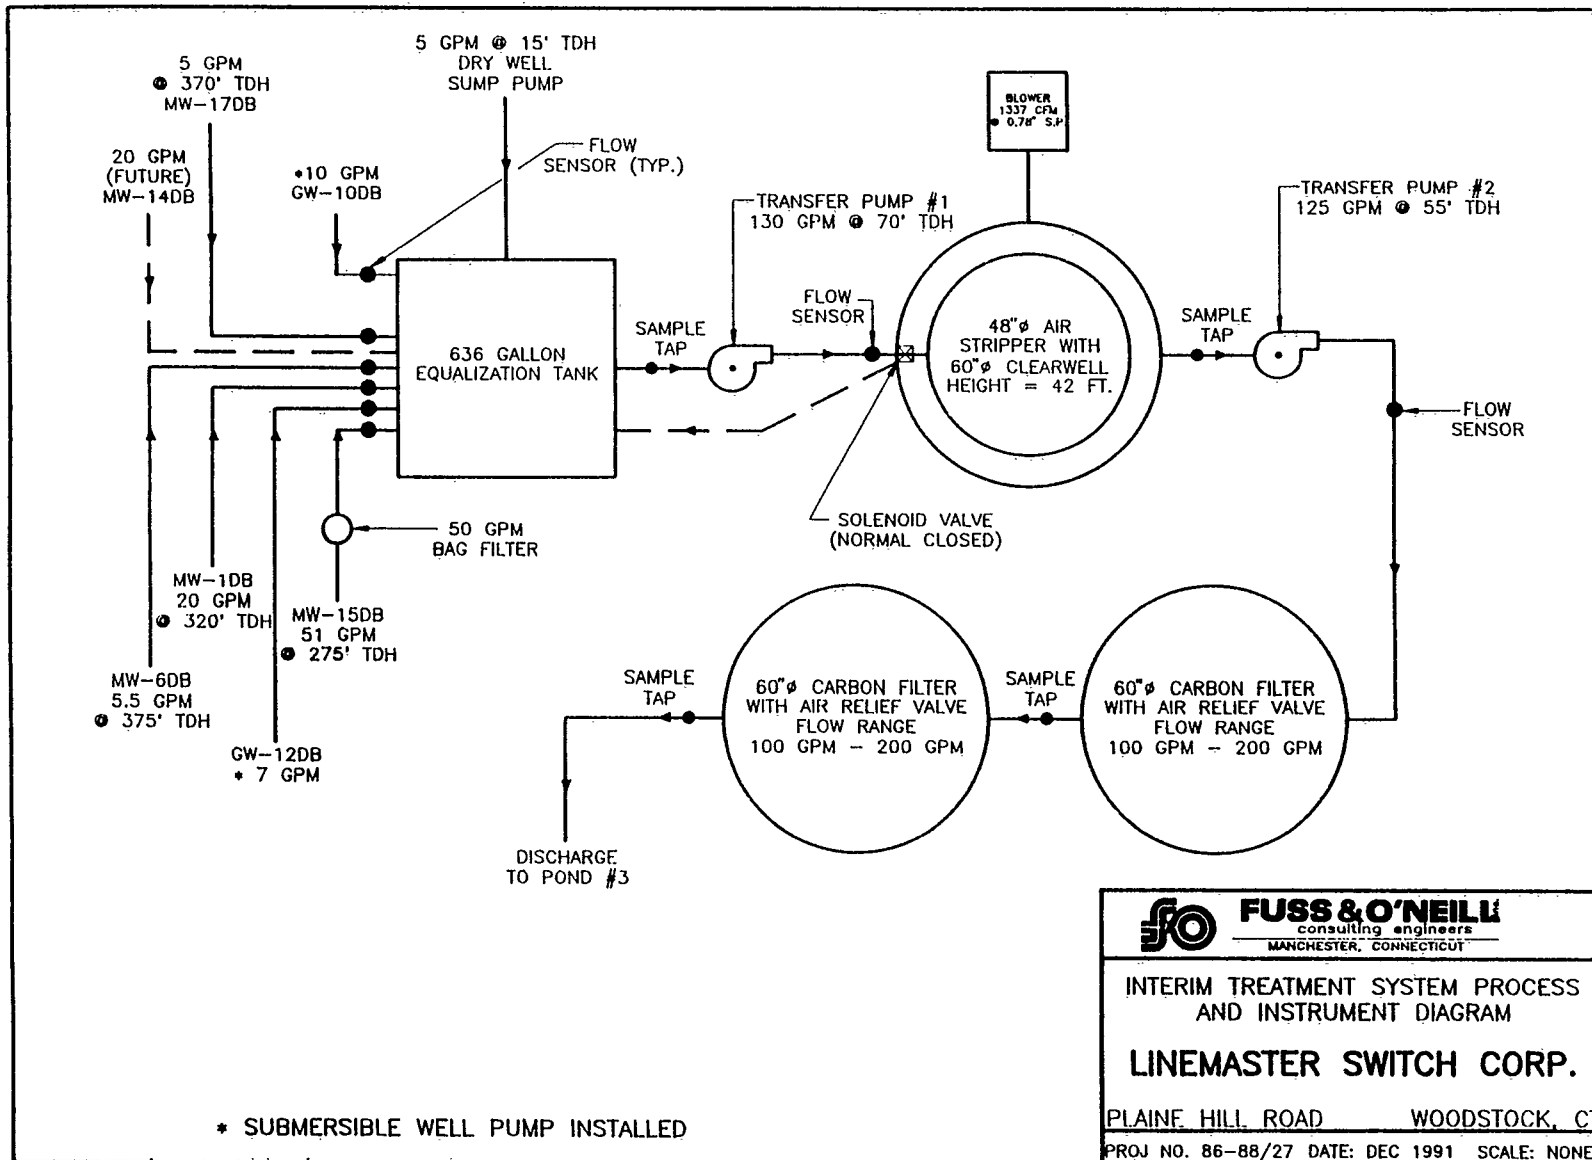 5 GPM
@ 370' TDH
MW-17DB
5 GPM @ 15' TDH
DRY WELL
SUMP PUMP
20 GPM
(FUTURE)
MW-14DB
*10 GPM
GW-10DB
FLOW
SENSOR (TYP.)
BLOWER
1337 CFM
@ 0.78" S.P.
TRANSFER PUMP #1
130 GPM @ 70' TDH
TRANSFER PUMP #2
125 GPM @ 55' TDH
636 GALLON
EQUALIZATION TANK
SAMPLE
TAP
FLOW
SENSOR
48"ø AIR
STRIPPER WITH
60"ø CLEARWELL
HEIGHT = 42 FT.
SAMPLE
TAP
FLOW
SENSOR
SOLENOID VALVE
(NORMAL CLOSED)
50 GPM
BAG FILTER
MW-1DB
20 GPM
@ 320' TDH
MW-15DB
51 GPM
@ 275' TDH
MW-6DB
5.5 GPM
@ 375' TDH
GW-12DB
* 7 GPM
SAMPLE
TAP
60"ø CARBON FILTER
WITH AIR RELIEF VALVE
FLOW RANGE
100 GPM - 200 GPM
SAMPLE
TAP
60"ø CARBON FILTER
WITH AIR RELIEF VALVE
FLOW RANGE
100 GPM - 200 GPM
DISCHARGE
TO POND #3
FUSS & O'NEILL
consulting engineers
MANCHESTER, CONNECTICUT
INTERIM TREATMENT SYSTEM PROCESS
AND INSTRUMENT DIAGRAM
LINEMASTER SWITCH CORP.
PLAINE HILL ROAD WOODSTOCK, CT
PROJ NO. 86-88/27 DATE: DEC 1991 SCALE: NONE
* SUBMERSIBLE WELL PUMP INSTALLED